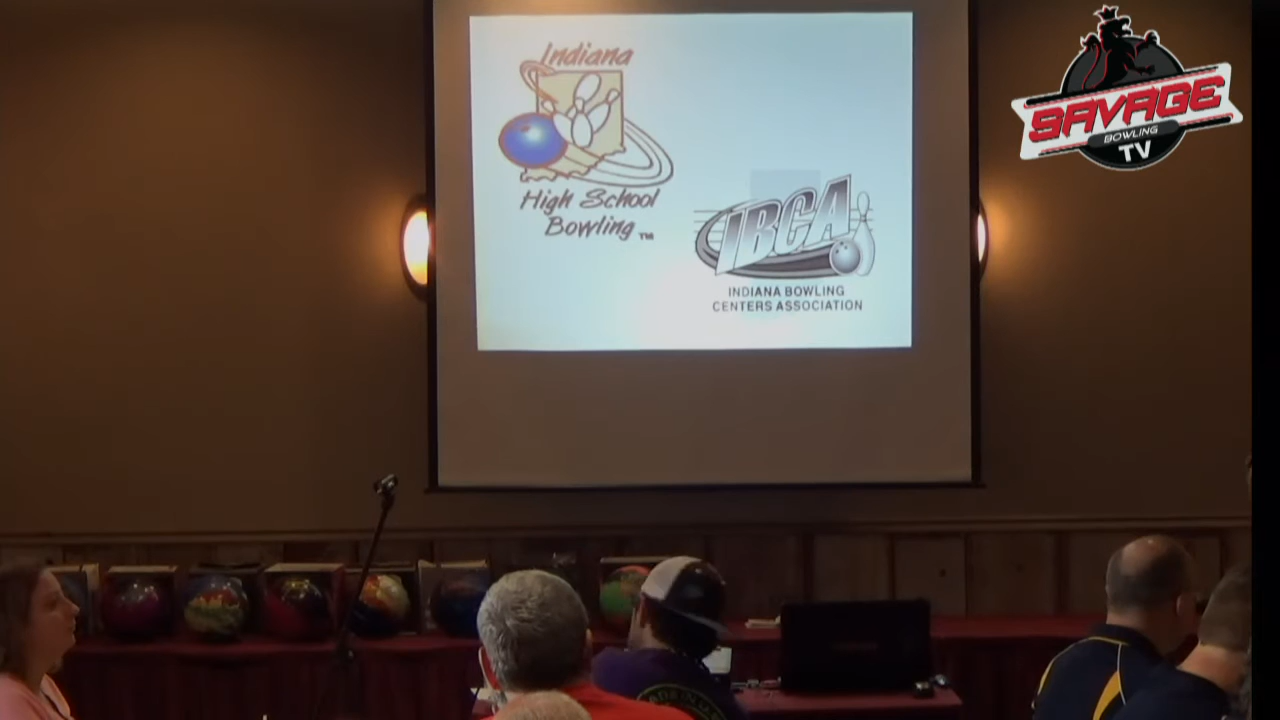 Indiana
High School
Bowling TM
IBCA
INDIANA BOWLING
CENTERS ASSOCIATION
SAVAGE
BOWLING
TV